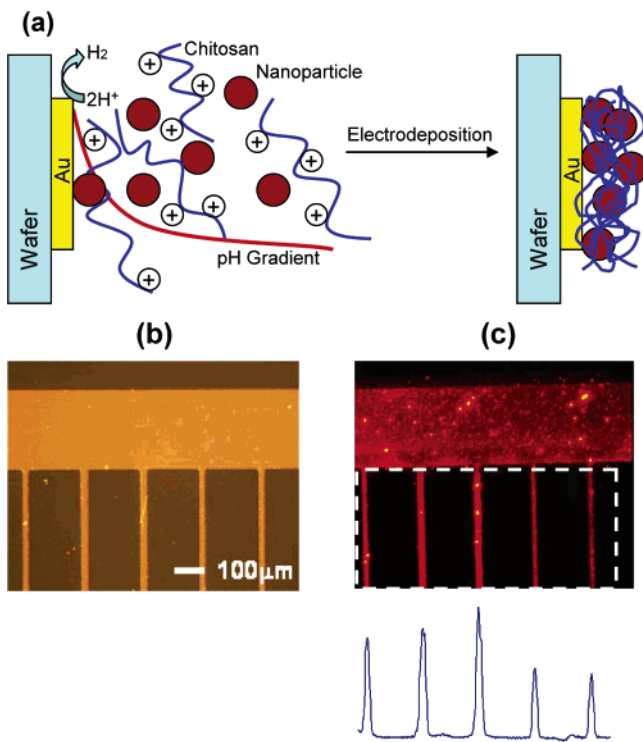 (a)
H2
2H+
Chitosan
+
Nanoparticle
+
+
+
+
+
+
+
+
Electrodeposition
Au
Wafer
pH Gradient
Au
Wafer
(b)
(c)
100μm